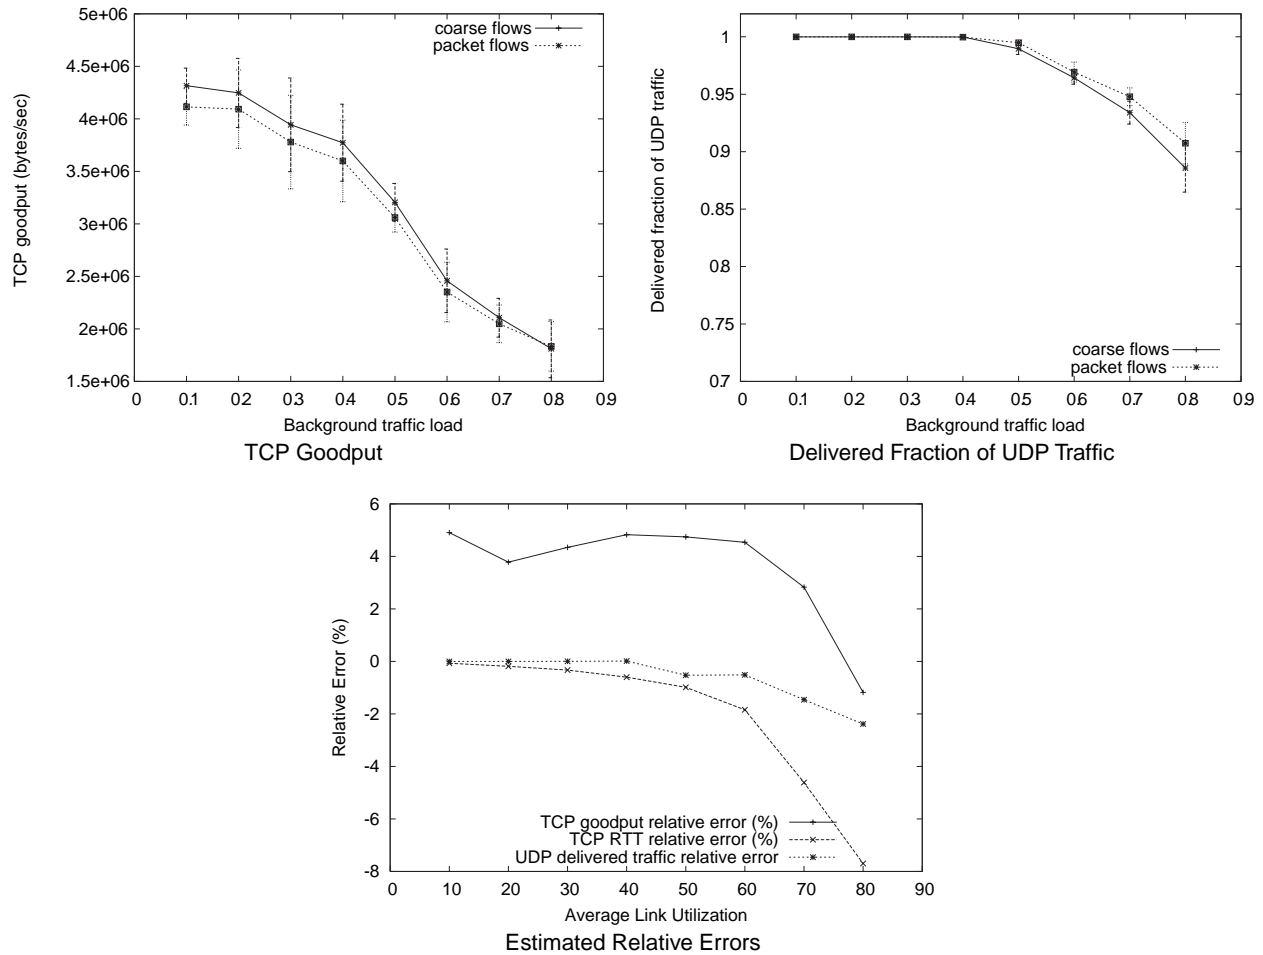 5e+06
4.5e+06
4e+06
3.5e+06
3e+06
2.5e+06
2e+06
1.5e+06
TCP goodput (bytes/sec)
coarse flows
packet flows
0 0.1 0.2 0.3 0.4 0.5 0.6 0.7 0.8 0.9
Background traffic load
TCP Goodput
1
0.95
0.9
0.85
0.8
0.75
0.7
Delivered fraction of UDP traffic
coarse flows
packet flows
0 0.1 0.2 0.3 0.4 0.5 0.6 0.7 0.8 0.9
Background traffic load
Delivered Fraction of UDP Traffic
6
4
2
0
-2
-4
-6
-8
Relative Error (%)
TCP goodput relative error (%)
TCP RTT relative error (%)
UDP delivered traffic relative error
0 10 20 30 40 50 60 70 80 90
Average Link Utilization
Estimated Relative Errors